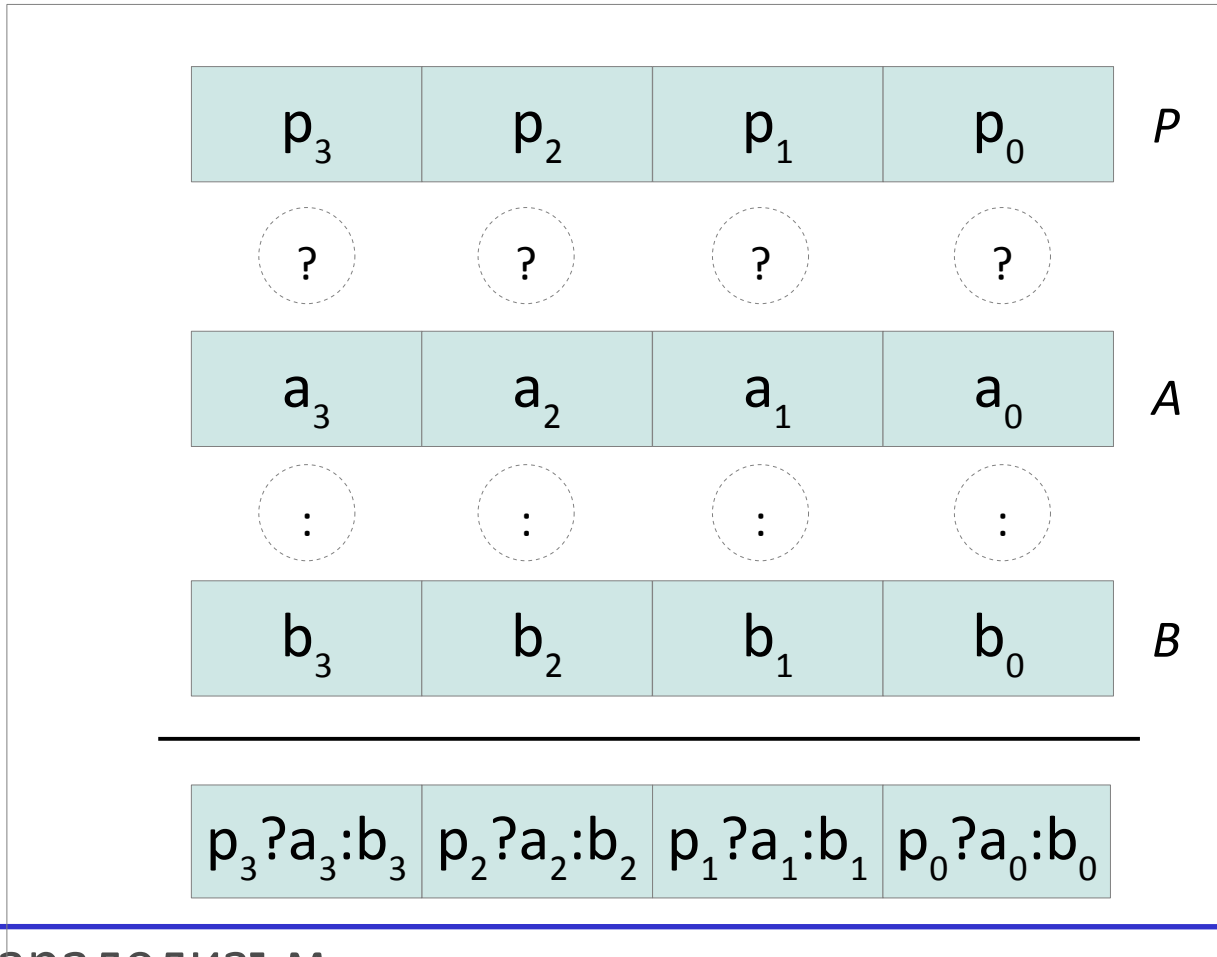 p₃ p₂ p₁ p₀ P
? ? ? ?
a₃ a₂ a₁ a₀ A
: : : :
b₃ b₂ b₁ b₀ B
p₃?a₃:b₃ p₂?a₂:b₂ p₁?a₁:b₁ p₀?a₀:b₀